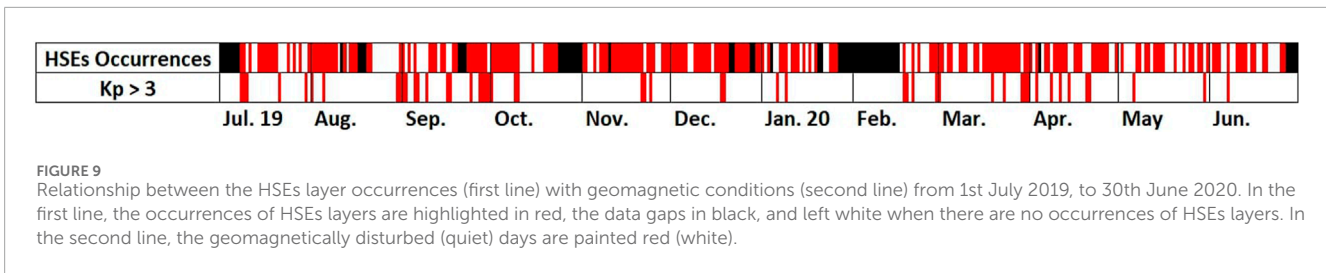 HSEs Occurrences
Kp > 3
Jul. 19 Aug. Sep. Oct. Nov. Dec. Jan. 20 Feb. Mar. Apr. May Jun.
FIGURE 9
Relationship between the HSEs layer occurrences (first line) with geomagnetic conditions (second line) from 1st July 2019, to 30th June 2020. In the
first line, the occurrences of HSEs layers are highlighted in red, the data gaps in black, and left white when there are no occurrences of HSEs layers. In
the second line, the geomagnetically disturbed (quiet) days are painted red (white).